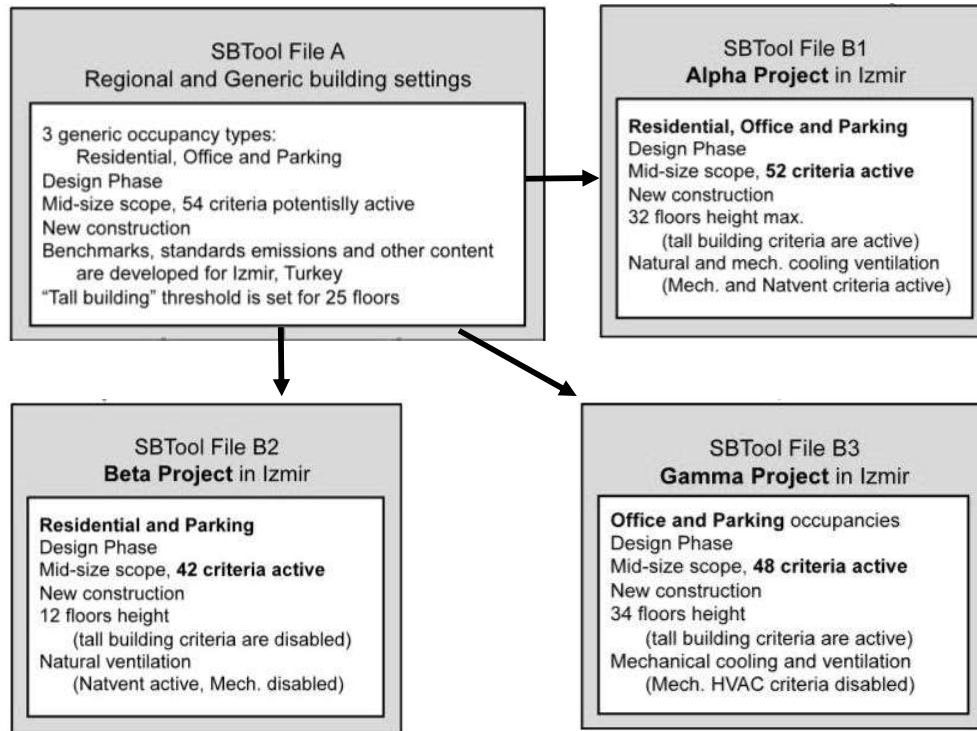 SBTool File A
Regional and Generic building settings
3 generic occupancy types:
Residential, Office and Parking
Design Phase
Mid-size scope, 54 criteria potentislly active
New construction
Benchmarks, standards emissions and other content
are developed for Izmir, Turkey
“Tall building” threshold is set for 25 floors
SBTool File B1
Alpha Project in Izmir
Residential, Office and Parking
Design Phase
Mid-size scope, 52 criteria active
New construction
32 floors height max.
(tall building criteria are active)
Natural and mech. cooling ventilation
(Mech. and Natvent criteria active)
SBTool File B2
Beta Project in Izmir
Residential and Parking
Design Phase
Mid-size scope, 42 criteria active
New construction
12 floors height
(tall building criteria are disabled)
Natural ventilation
(Natvent active, Mech. disabled)
SBTool File B3
Gamma Project in Izmir
Office and Parking occupancies
Design Phase
Mid-size scope, 48 criteria active
New construction
34 floors height
(tall building criteria are active)
Mechanical cooling and ventilation
(Mech. HVAC criteria disabled)